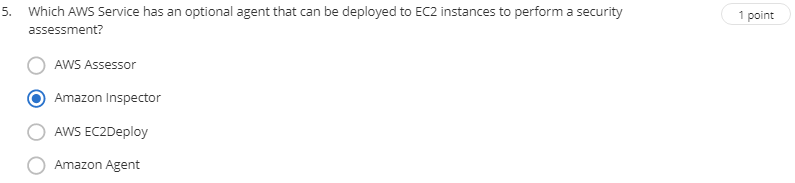 5. Which AWS Service has an optional agent that can be deployed to EC2 instances to perform a security
1 point
assessment?
AWS Assessor
Amazon Inspector
AWS EC2Deploy
Amazon Agent